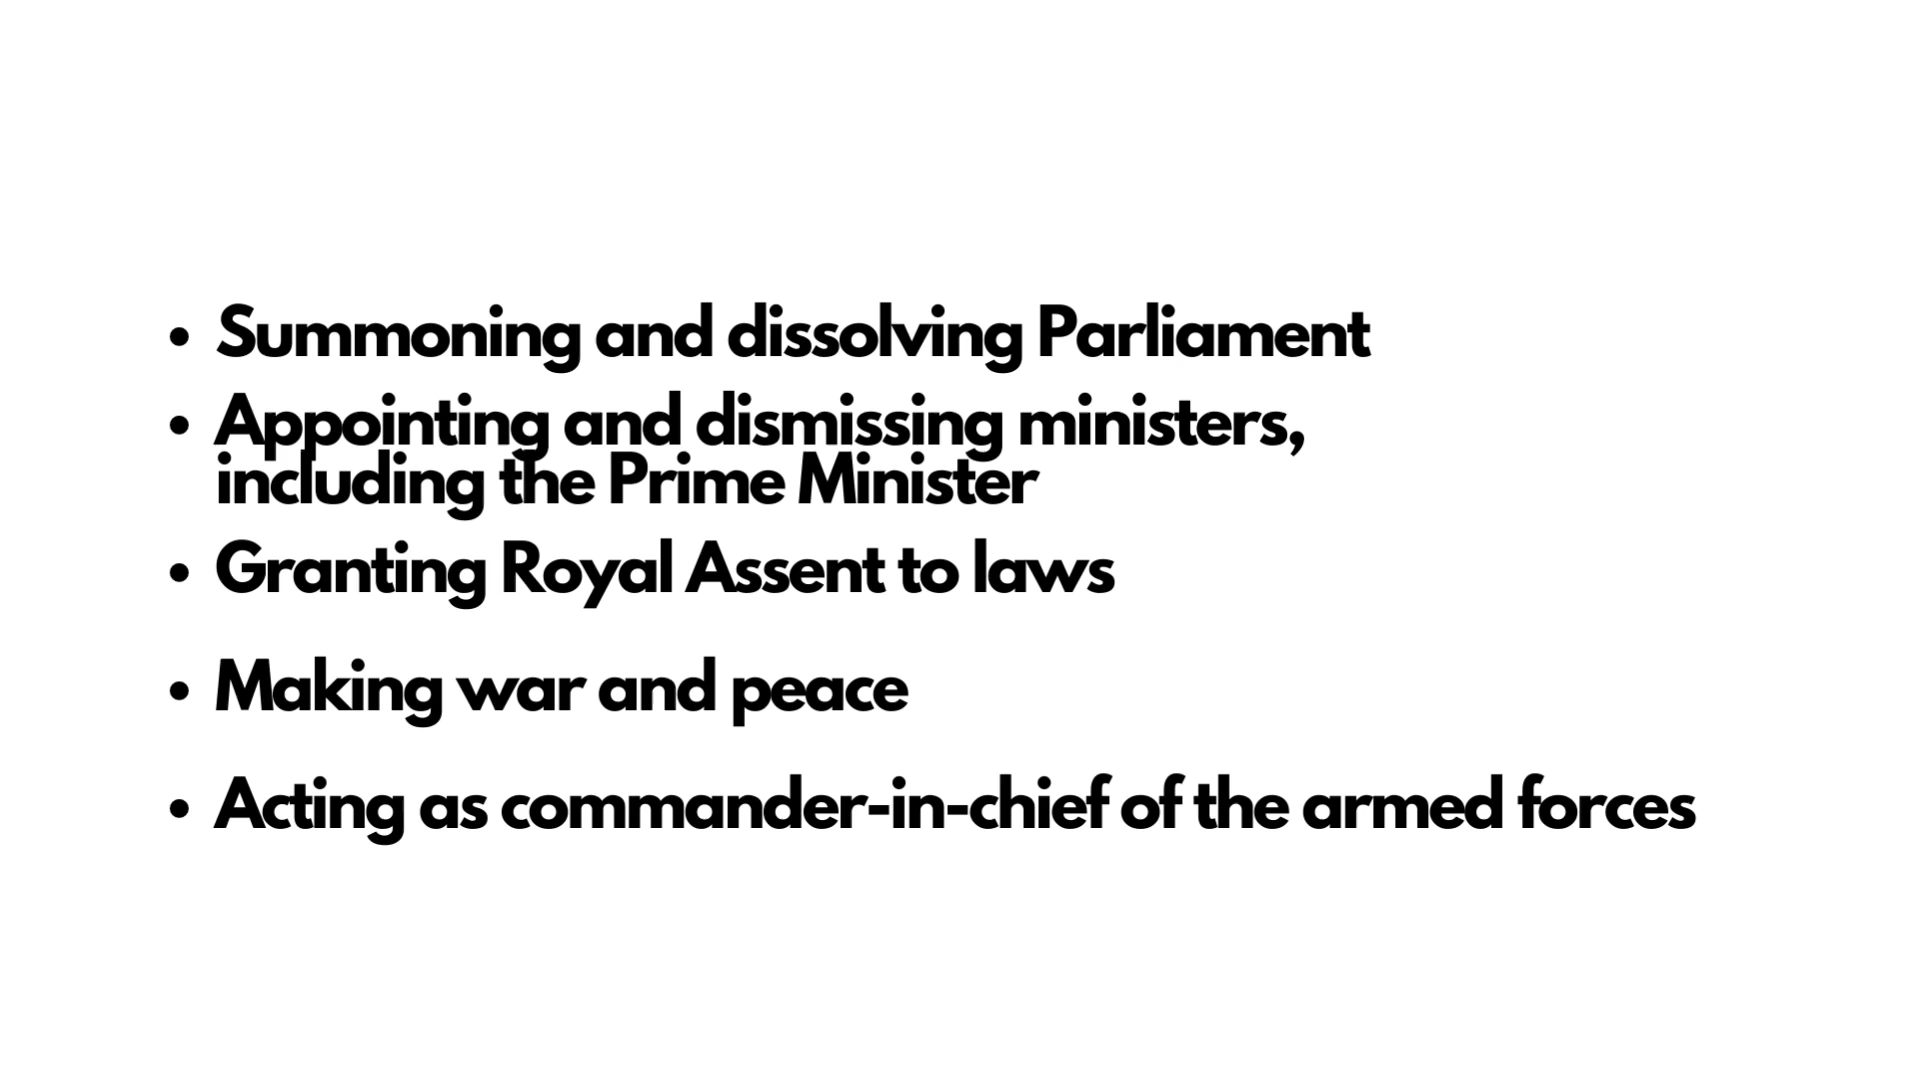 • Summoning and dissolving Parliament
• Appointing and dismissing ministers,
including the Prime Minister
• Granting Royal Assent to laws
• Making war and peace
• Acting as commander-in-chief of the armed forces